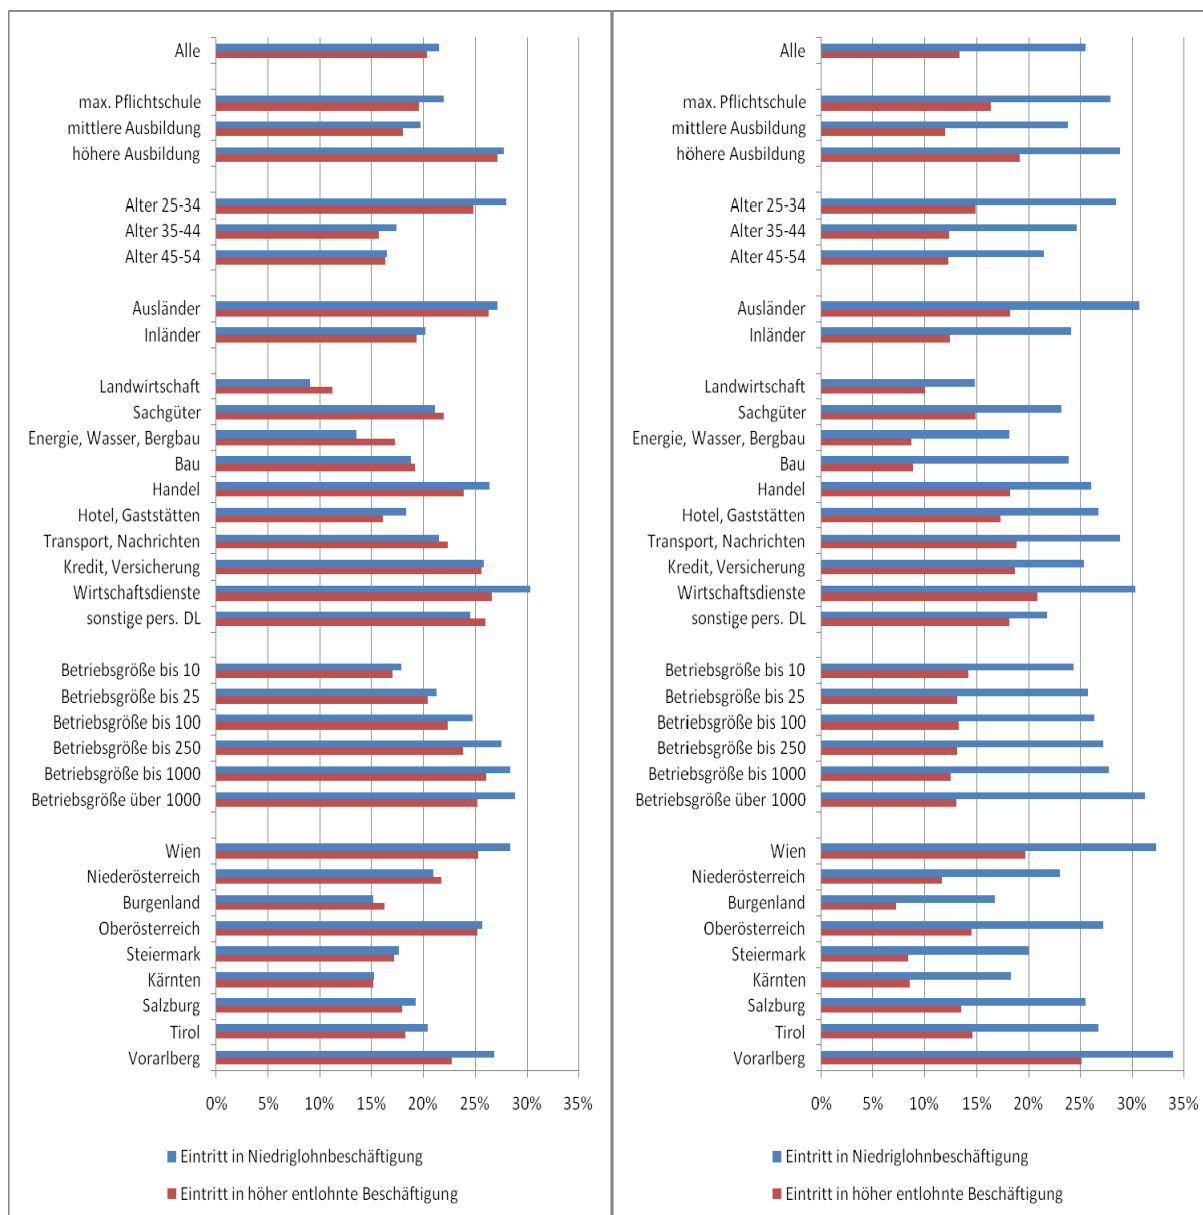 Alle
max. Pflichtschule
mittlere Ausbildung
höhere Ausbildung
Alter 25-34
Alter 35-44
Alter 45-54
Ausländer
Inländer
Landwirtschaft
Sachgüter
Energie, Wasser, Bergbau
Bau
Handel
Hotel, Gaststätten
Transport, Nachrichten
Kredit, Versicherung
Wirtschaftsdienste
sonstige pers. DL
Betriebsgröße bis 10
Betriebsgröße bis 25
Betriebsgröße bis 100
Betriebsgröße bis 250
Betriebsgröße bis 1000
Betriebsgröße über 1000
Wien
Niederösterreich
Burgenland
Oberösterreich
Steiermark
Kärnten
Salzburg
Tirol
Vorarlberg
0% 5% 10% 15% 20% 25% 30% 35%
Eintritt in Niedriglohnbeschäftigung
Eintritt in höher entlohnte Beschäftigung
Alle
max. Pflichtschule
mittlere Ausbildung
höhere Ausbildung
Alter 25-34
Alter 35-44
Alter 45-54
Ausländer
Inländer
Landwirtschaft
Sachgüter
Energie, Wasser, Bergbau
Bau
Handel
Hotel, Gaststätten
Transport, Nachrichten
Kredit, Versicherung
Wirtschaftsdienste
sonstige pers. DL
Betriebsgröße bis 10
Betriebsgröße bis 25
Betriebsgröße bis 100
Betriebsgröße bis 250
Betriebsgröße bis 1000
Betriebsgröße über 1000
Wien
Niederösterreich
Burgenland
Oberösterreich
Steiermark
Kärnten
Salzburg
Tirol
Vorarlberg
0% 5% 10% 15% 20% 25% 30% 35%
Eintritt in Niedriglohnbeschäftigung
Eintritt in höher entlohnte Beschäftigung